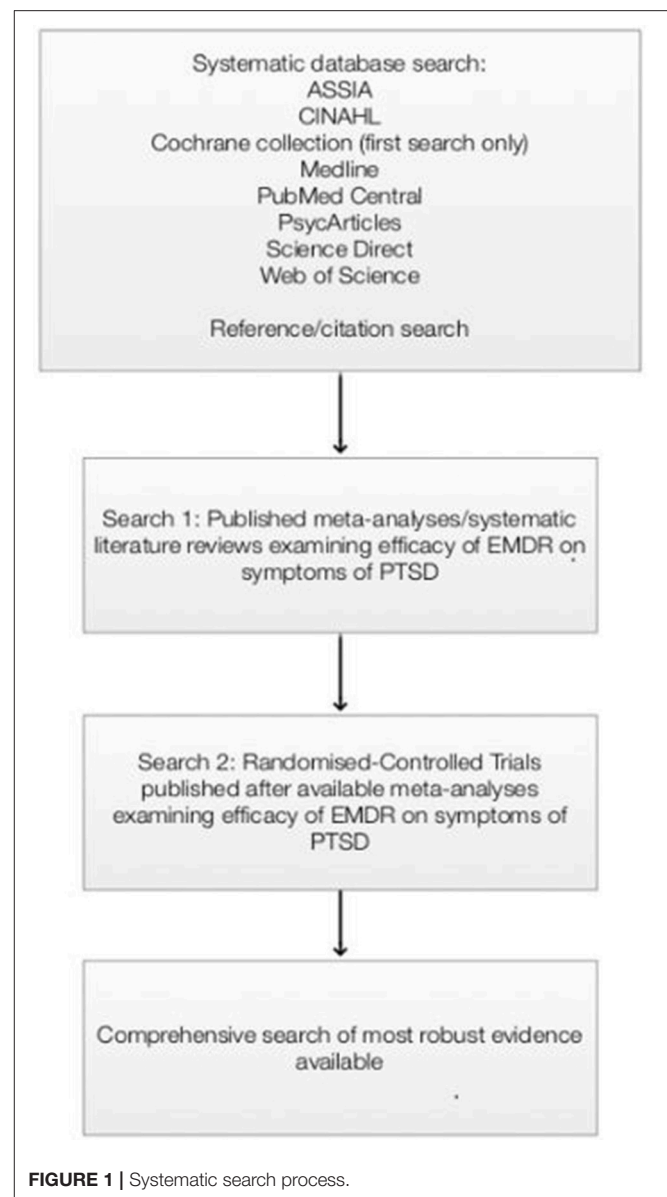 Systematic database search:
ASSIA
CINAHL
Cochrane collection (first search only)
Medline
PubMed Central
PsycArticles
Science Direct
Web of Science
Reference/citation search
Search 1: Published meta-analyses/systematic
literature reviews examining efficacy of EMDR on
symptoms of PTSD
Search 2: Randomised-Controlled Trials
published after available meta-analyses
examining efficacy of EMDR on symptoms of
PTSD
Comprehensive search of most robust evidence
available
FIGURE 1 | Systematic search process.